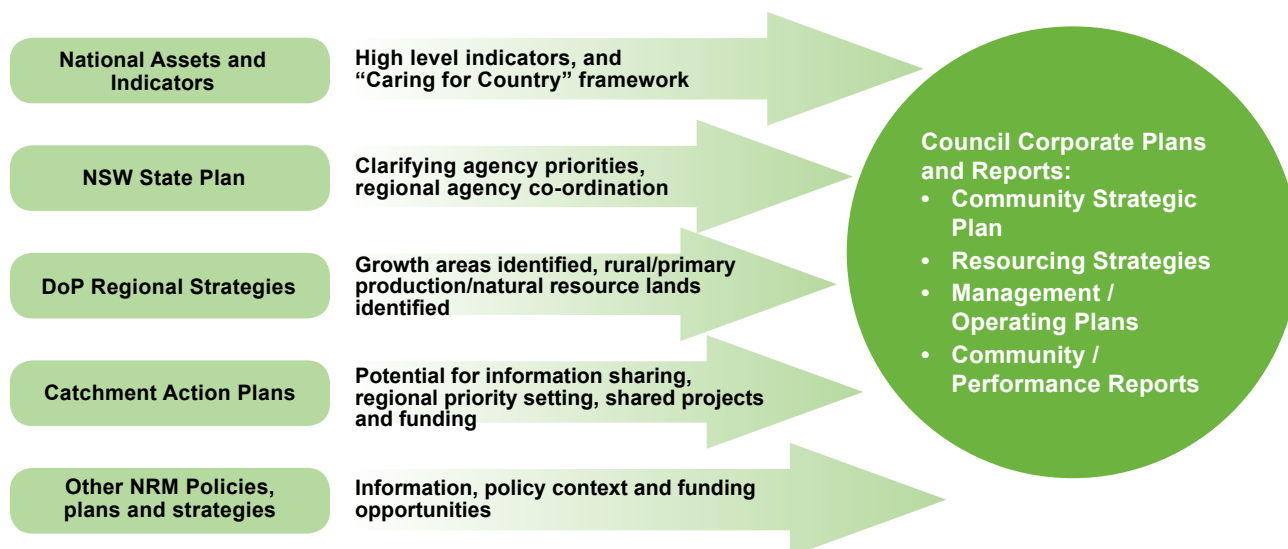 National Assets and
Indicators
High level indicators, and
“Caring for Country” framework
NSW State Plan
Clarifying agency priorities,
regional agency co-ordination
DoP Regional Strategies
Growth areas identified, rural/primary
production/natural resource lands
identified
Catchment Action Plans
Potential for information sharing,
regional priority setting, shared projects
and funding
Other NRM Policies,
plans and strategies
Information, policy context and funding
opportunities
Council Corporate Plans
and Reports:
• Community Strategic
Plan
• Resourcing Strategies
• Management /
Operating Plans
• Community /
Performance Reports